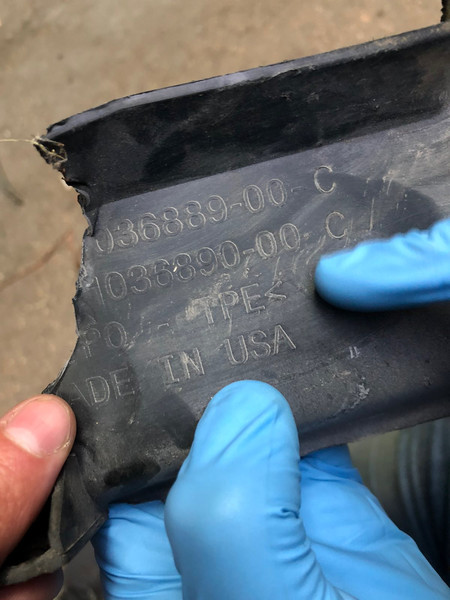 036889-00-C
1036890-00-C
PO - TPE<
ADE IN USA